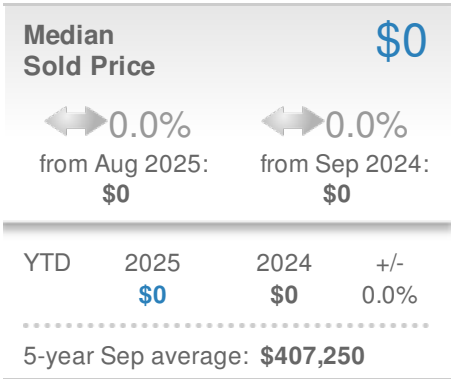 Median $0
Sold Price
0.0% 0.0%
from Aug 2025: from Sep 2024:
$0 $0
YTD 2025 2024 +/-
$0 $0 0.0%
5-year Sep average: $407,250